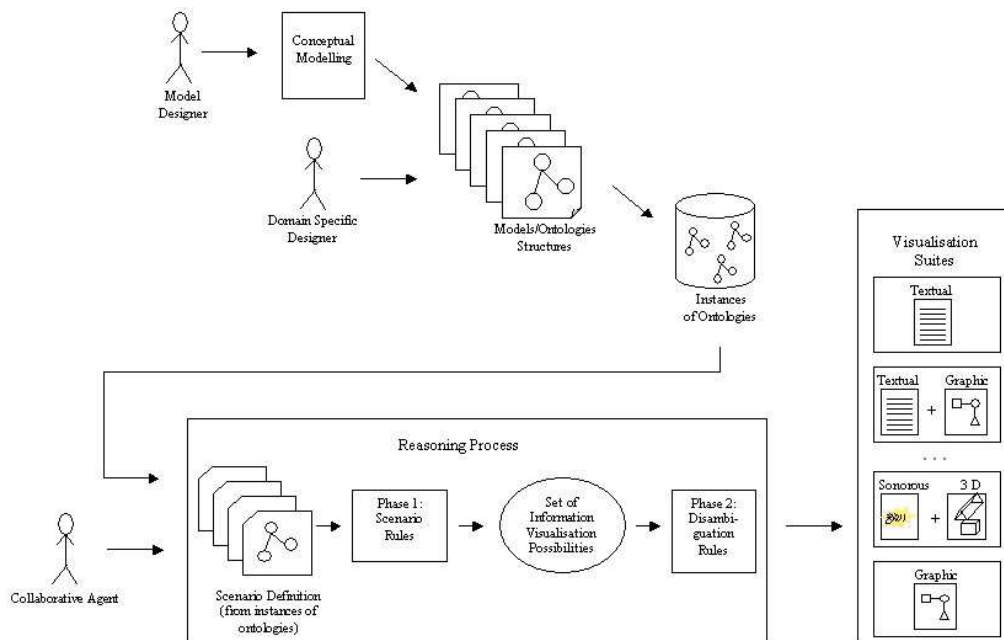 Model
Designer
Conceptual
Modelling
Domain Specific
Designer
Models/Ontologies
Structures
Instances
of Ontologies
Visualisation
Suites
Textual
Textual
Graphic
+
...
Sonorous
3 D
+
Graphic
Reasoning Process
Collaborative Agent
Scenario Definition
(from instances of
ontologies)
Phase 1:
Scenario
Rules
Set of
Information
Visualisation
Possibilities
Phase 2:
Disambi-
guation
Rules